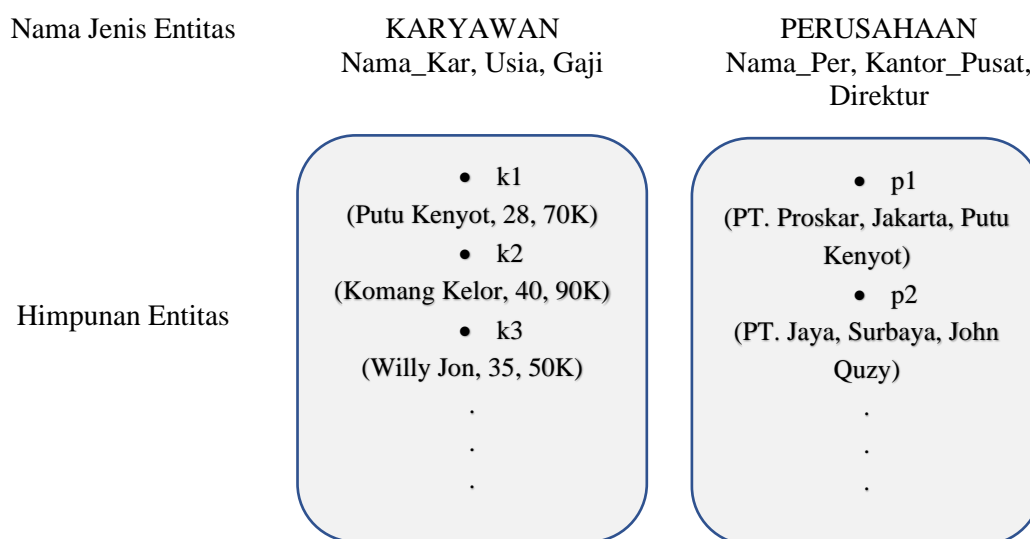 Nama Jenis Entitas
KARYAWAN
Nama_Kar, Usia, Gaji
PERUSAHAAN
Nama_Per, Kantor_Pusat,
Direktur
Himpunan Entitas
• k1
(Putu Kenyot, 28, 70K)
• k2
(Komang Kelor, 40, 90K)
• k3
(Willy Jon, 35, 50K)
.
.
.
• p1
(PT. Proskar, Jakarta, Putu
Kenyot)
• p2
(PT. Jaya, Surbaya, John
Quzy)
.
.
.